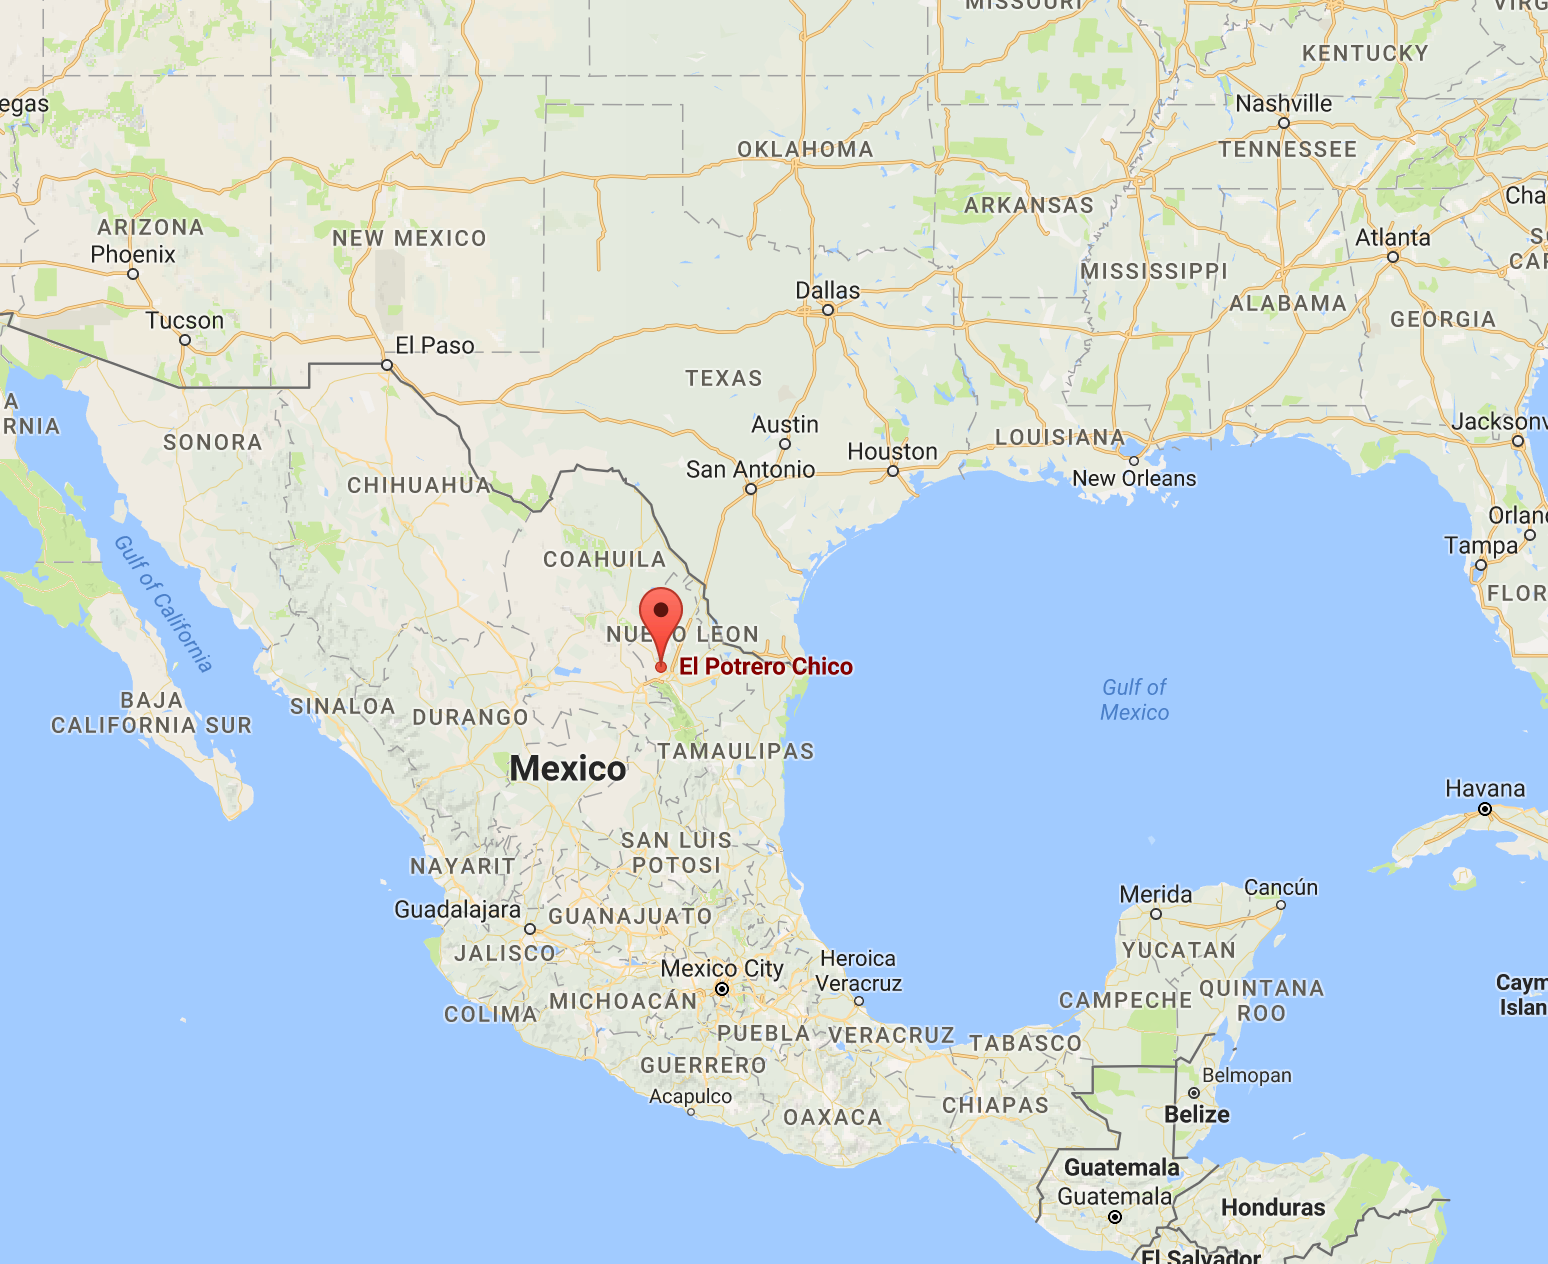 MISSOURI
VIRG
KENTUCKY
egas
Nashville
TENNESSEE
OKLAHOMA
ARKANSAS
Cha
ARIZONA
Phoenix
NEW MEXICO
Atlanta
S
CAR
MISSISSIPPI
ALABAMA
GEORGIA
Dallas
Tucson
El Paso
TEXAS
A
RNIA
SONORA
Austin
Houston
LOUISIANA
Jacksonv
San Antonio
New Orleans
CHIHUAHUA
Orland
Tampa
COAHUILA
Gulf of California
FLOR
NUEVO LEON
El Potrero Chico
Gulf of
Mexico
BAJA
CALIFORNIA SUR
SINALOA
DURANGO
TAMAULIPAS
Mexico
Havana
SAN LUIS
POTOSI
NAYARIT
Merida
Cancún
Guadalajara
GUANAJUATO
JALISCO
YUCATAN
Mexico City
Heroica
Veracruz
Caym
Islan
COLIMA
MICHOACÁN
CAMPECHE
QUINTANA
ROO
PUEBLA
VERACRUZ
TABASCO
GUERRERO
Belmopan
Acapulco
OAXACA
CHIAPAS
Belize
Guatemala
Guatemala
Honduras
El Salvador